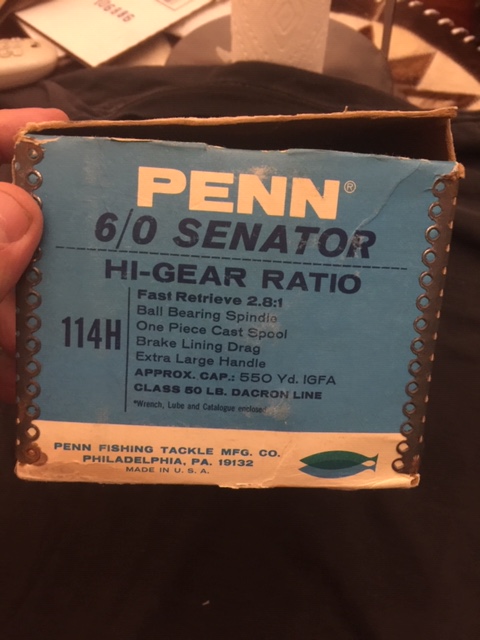 106686
PENN®
6/0 SENATOR
HI-GEAR RATIO
114H
Fast Retrieve 2.8:1
Ball Bearing Spindle
One Piece Cast Spool
Brake Lining Drag
Extra Large Handle
APPROX. CAP.: 550 Yd. IGFA
CLASS 50 LB. DACRON LINE
*Wrench, Lube and Catalogue enclose
PENN FISHING TACKLE MFG. CO.
PHILADELPHIA, PA. 19132
MADE IN U. S. A.